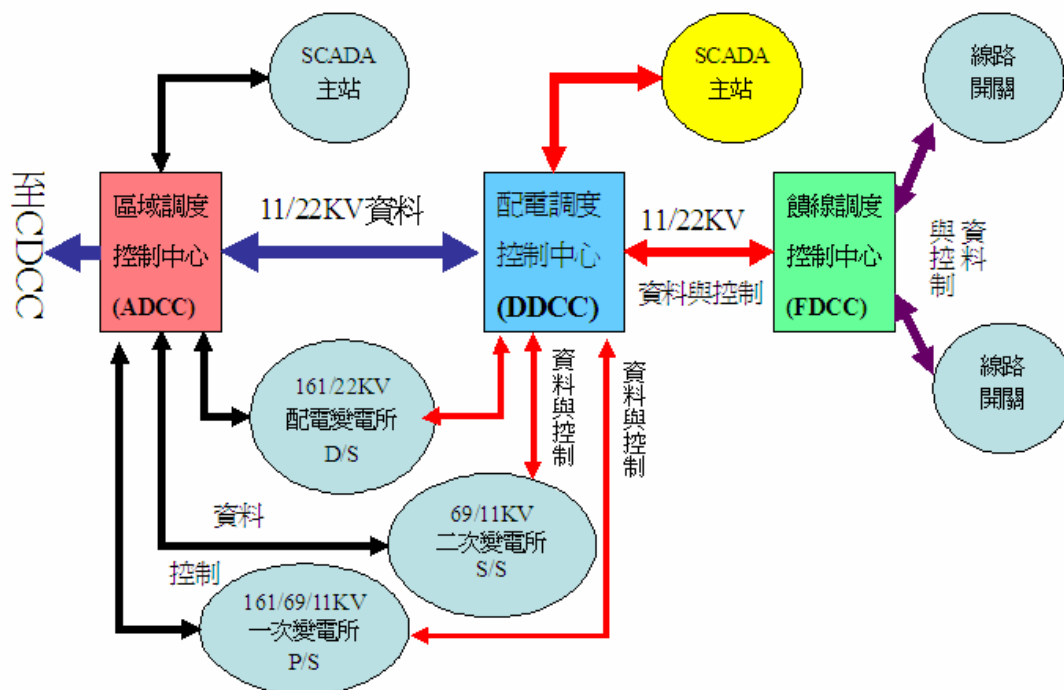 SCADA
主站
SCADA
主站
線路
開關
至CDCC
區域調度
控制中心
(ADCC)
11/22KV資料
配電調度
控制中心
(DDCC)
11/22KV
資料與控制
饋線調度
控制中心
(FDCC)
資料
與控制
線路
開關
161/22KV
配電變電所
D/S
資料與控制
資料與控制
資料
69/11KV
二次變電所
S/S
控制
161/69/11KV
一次變電所
P/S